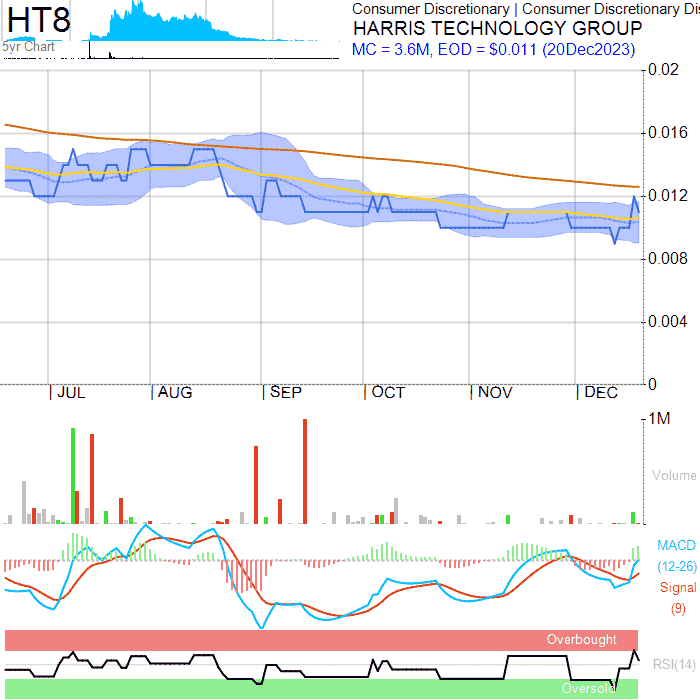 HT8
5yr Chart
Consumer Discretionary | Consumer Discretionary Dis
HARRIS TECHNOLOGY GROUP
MC = 3.6M, EOD = $0.011 (20Dec2023)
0.02
0.016
0.012
0.008
0.004
0
JUL AUG SEP OCT NOV DEC
1M
Volume
MACD
(12-26)
Signal
(9)
Overbought
RSI(14)
Oversold